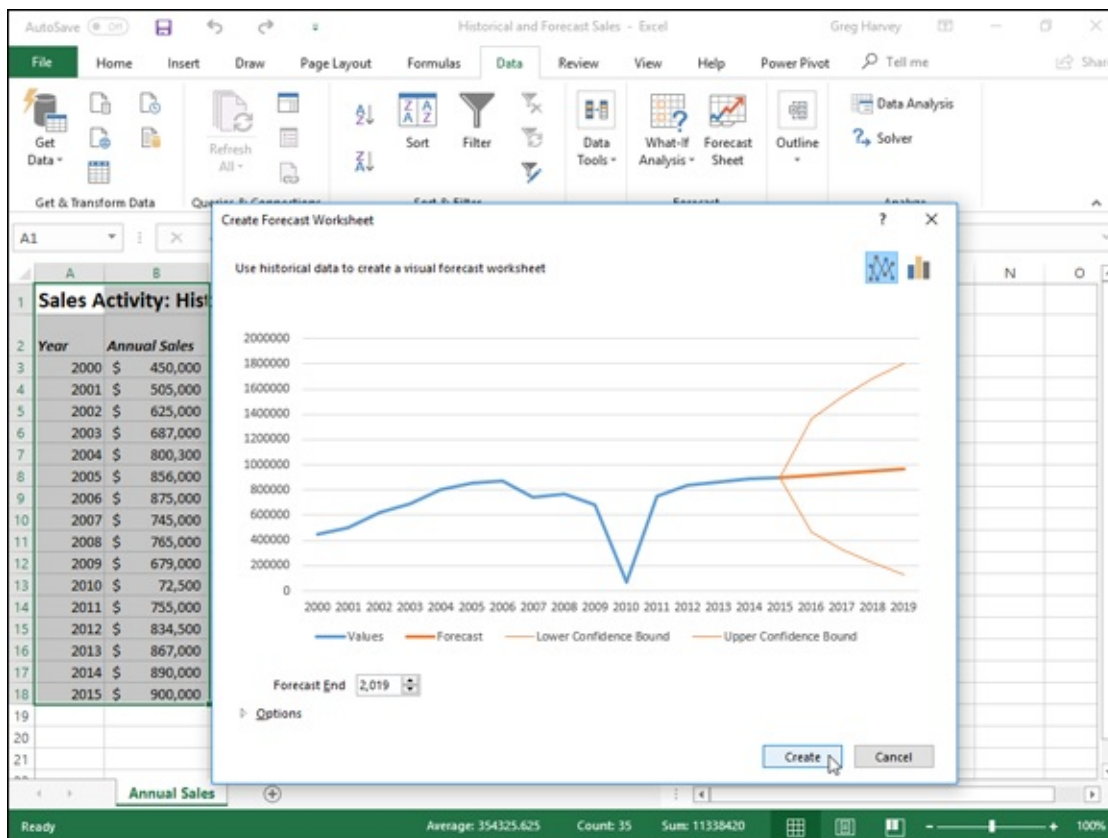 AutoSave Off Historical and Forecast Sales - Excel Greg Harvey
File Home Insert Draw Page Layout Formulas Data Review View Help Power Pivot Tell me Shar
Get Data Refresh All Sort Filter Data Tools What-If Analysis Forecast Sheet Outline Data Analysis
Solver
Get & Transform Data Queries & Connections Sort & Filter Forecast Analyze
A1
Create Forecast Worksheet ?
Use historical data to create a visual forecast worksheet
A B N O
1 Sales Activity: Hist
2 Year Annual Sales
3 2000 $ 450,000
4 2001 $ 505,000
5 2002 $ 625,000
6 2003 $ 687,000
7 2004 $ 800,300
8 2005 $ 856,000
9 2006 $ 875,000
10 2007 $ 745,000
11 2008 $ 765,000
12 2009 $ 679,000
13 2010 $ 72,500
14 2011 $ 755,000
15 2012 $ 834,500
16 2013 $ 867,000
17 2014 $ 890,000
18 2015 $ 900,000
19
20
21
2000000
1800000
1600000
1400000
1200000
1000000
800000
600000
400000
200000
0
2000 2001 2002 2003 2004 2005 2006 2007 2008 2009 2010 2011 2012 2013 2014 2015 2016 2017 2018 2019
Values Forecast Lower Confidence Bound Upper Confidence Bound
Forecast End 2,019
Options
Create Cancel
Annual Sales
Ready Average: 354325.625 Count: 35 Sum: 11338420 100%